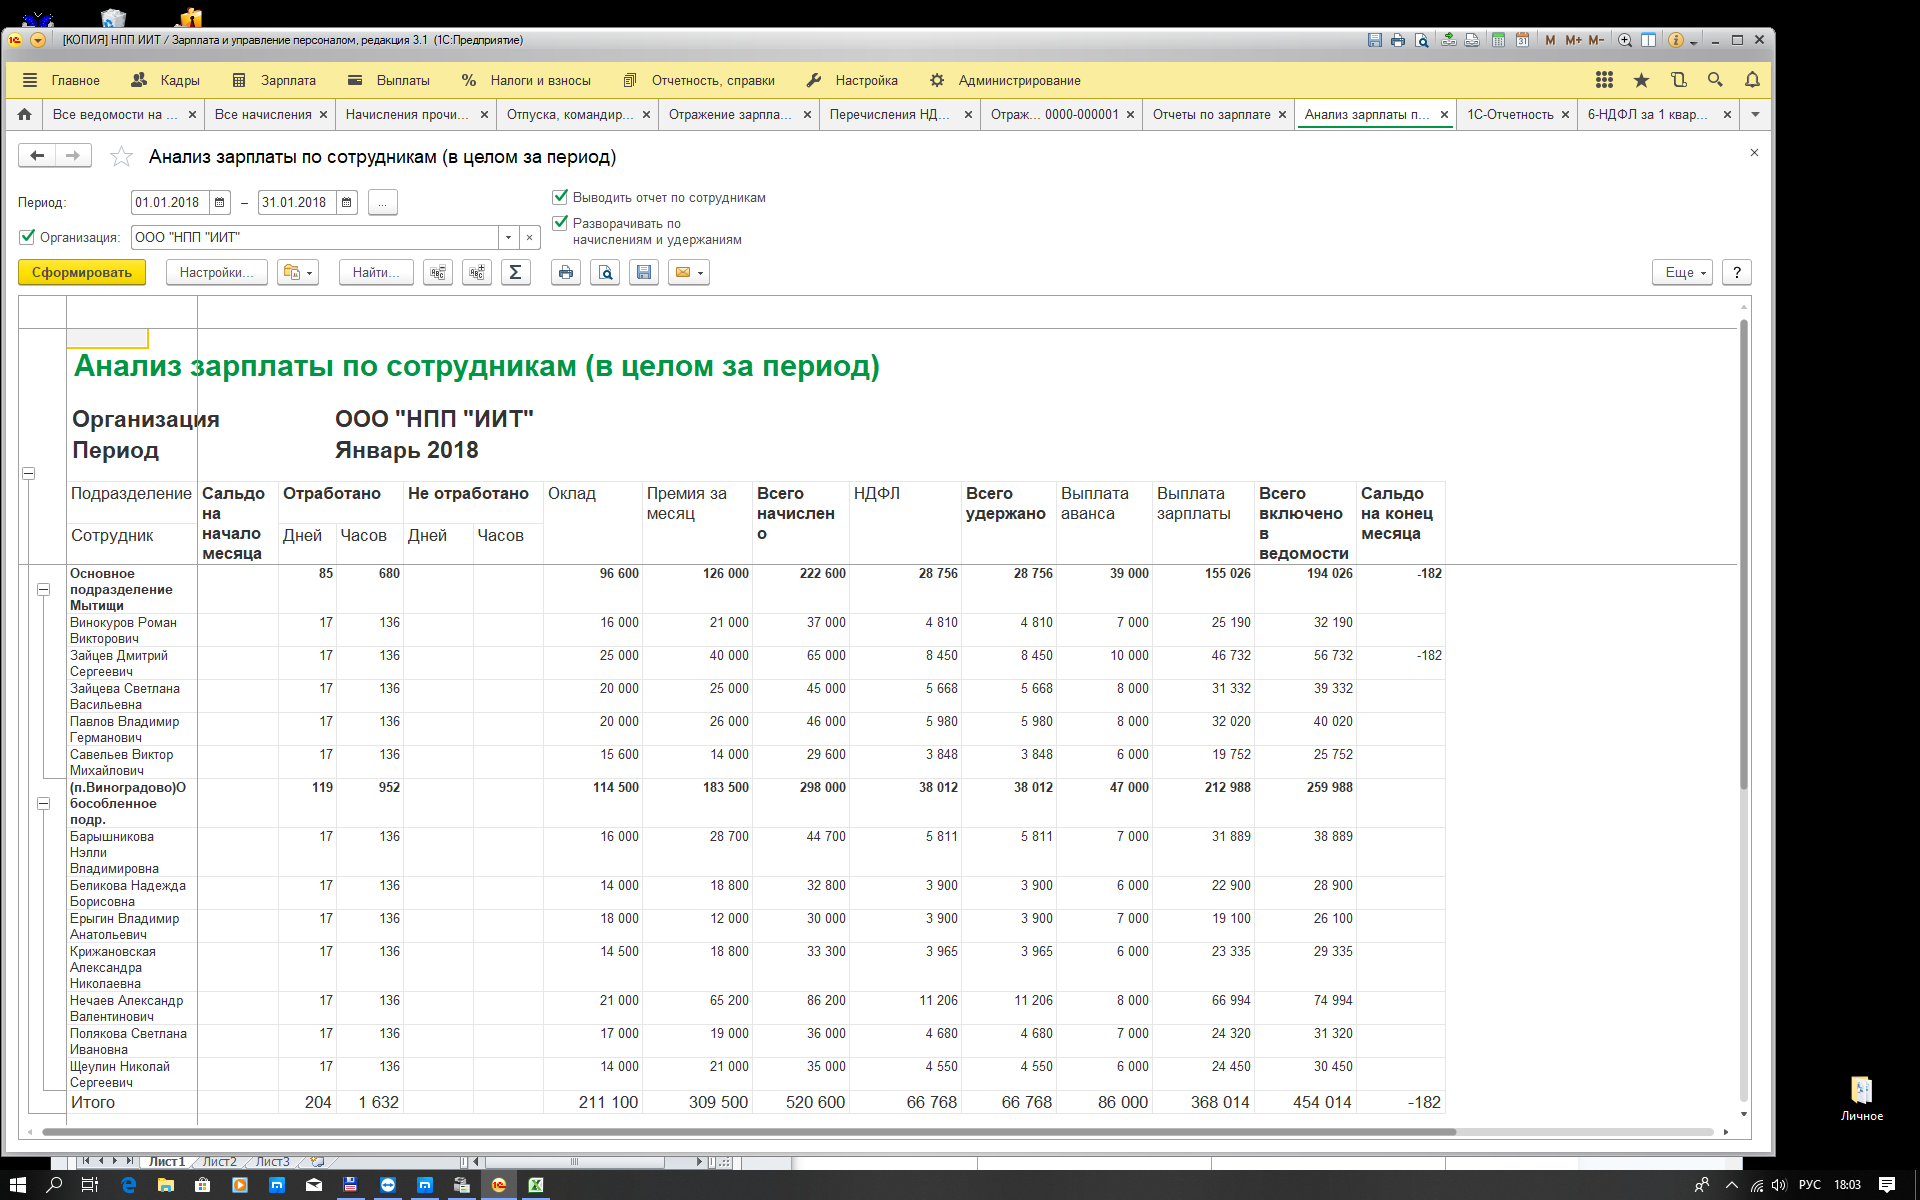 [КОПИЯ] НПП ИИТ / Зарплата и управление персоналом, редакция 3.1 (1С:Предприятие)
M M+ M-
Главное Кадры Зарплата Выплаты % Налоги и взносы Отчетность, справки Настройка Администрирование
Все ведомости на ... × Все начисления × Начисления прочи... × Отпуска, командир... × Отражение зарпла... × Перечисления НД... × Отраж... 0000-000001 × Отчеты по зарплате × Анализ зарплаты п... × 1С-Отчетность × 6-НДФЛ за 1 квар... ×
Анализ зарплаты по сотрудникам (в целом за период)
Период: 01.01.2018 – 31.01.2018 ...
Выводить отчет по сотрудникам
Разворачивать по
начислениям и удержаниям
Организация: ООО "НПП "ИИТ"
Сформировать Настройки... Найти... Σ Еще ?
Анализ зарплаты по сотрудникам (в целом за период)
Организация ООО "НПП "ИИТ"
Период Январь 2018
Подразделение Сальдо на начало месяца Отработано Не отработано Оклад Премия за месяц Всего начислено НДФЛ Всего удержано Выплата аванса Выплата зарплаты Всего включено в ведомости Сальдо на конец месяца
Сотрудник Дней Часов Дней Часов
Основное подразделение Мытищи 85 680 96 600 126 000 222 600 28 756 28 756 39 000 155 026 194 026 -182
Винокуров Роман Викторович 17 136 16 000 21 000 37 000 4 810 4 810 7 000 25 190 32 190
Зайцев Дмитрий Сергеевич 17 136 25 000 40 000 65 000 8 450 8 450 10 000 46 732 56 732 -182
Зайцева Светлана Васильевна 17 136 20 000 25 000 45 000 5 668 5 668 8 000 31 332 39 332
Павлов Владимир Германович 17 136 20 000 26 000 46 000 5 980 5 980 8 000 32 020 40 020
Савельев Виктор Михайлович 17 136 15 600 14 000 29 600 3 848 3 848 6 000 19 752 25 752
(п.Виноградово)Обособленное подр. 119 952 114 500 183 500 298 000 38 012 38 012 47 000 212 988 259 988
Барышникова Нэлли Владимировна 17 136 16 000 28 700 44 700 5 811 5 811 7 000 31 889 38 889
Беликова Надежда Борисовна 17 136 14 000 18 800 32 800 3 900 3 900 6 000 22 900 28 900
Ерыгин Владимир Анатольевич 17 136 18 000 12 000 30 000 3 900 3 900 7 000 19 100 26 100
Крижановская Александра Николаевна 17 136 14 500 18 800 33 300 3 965 3 965 6 000 23 335 29 335
Нечаев Александр Валентинович 17 136 21 000 65 200 86 200 11 206 11 206 8 000 66 994 74 994
Полякова Светлана Ивановна 17 136 17 000 19 000 36 000 4 680 4 680 7 000 24 320 31 320
Щеулин Николай Сергеевич 17 136 14 000 21 000 35 000 4 550 4 550 6 000 24 450 30 450
Итого 204 1 632 211 100 309 500 520 600 66 768 66 768 86 000 368 014 454 014 -182
Личное
Лист1 Лист2 Лист3
РУС 18:03